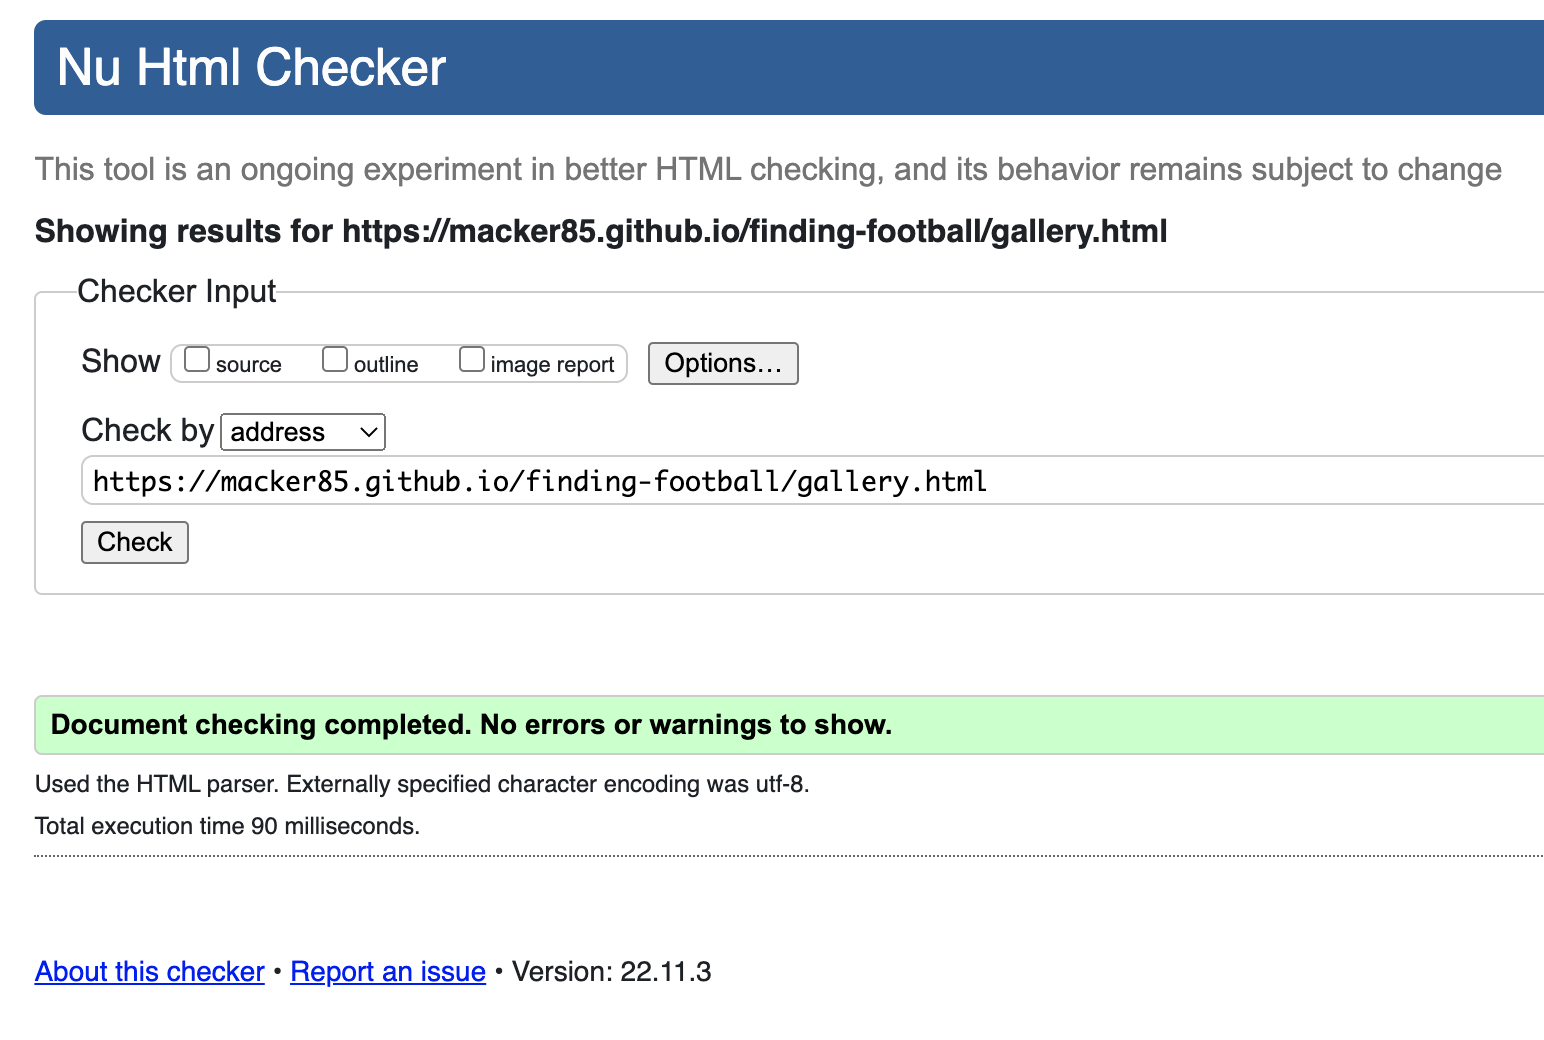 Nu Html Checker
This tool is an ongoing experiment in better HTML checking, and its behavior remains subject to change
Showing results for https://macker85.github.io/finding-football/gallery.html
Checker Input
Show source outline image report Options…
Check by address
https://macker85.github.io/finding-football/gallery.html
Check
Document checking completed. No errors or warnings to show.
Used the HTML parser. Externally specified character encoding was utf-8.
Total execution time 90 milliseconds.
About this checker • Report an issue • Version: 22.11.3